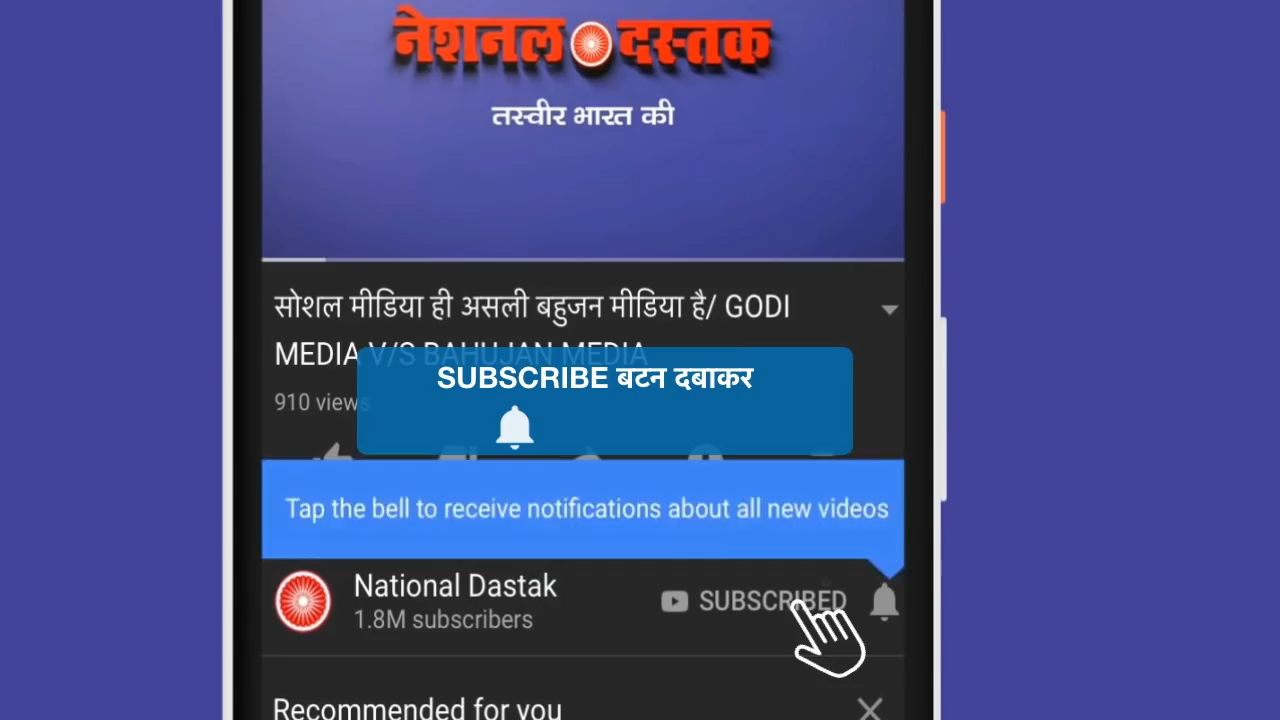 नेशनल दस्तक
तस्वीर भारत की
सोशल मीडिया ही असली बहुजन मीडिया है/ GODI
MEDIA V/S BAHUJAN MEDIA
SUBSCRIBE बटन दबाकर
910 views
Tap the bell to receive notifications about all new videos
National Dastak
SUBSCRIBED
1.8M subscribers
Recommended for you